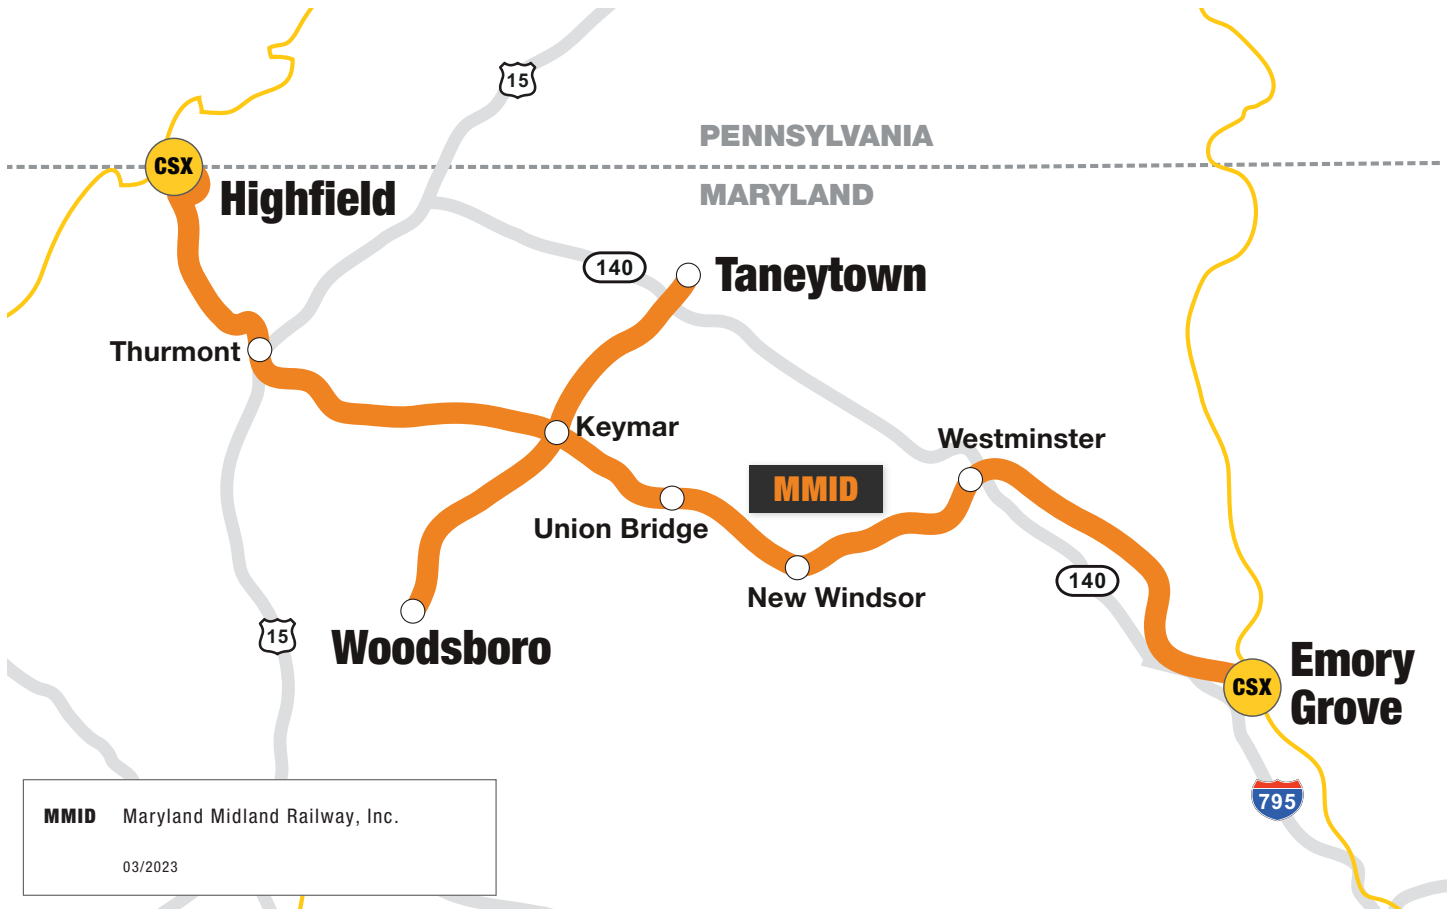 15
PENNSYLVANIA
CSX
MARYLAND
Highfield
140
Taneytown
Thurmont
Keymar
Westminster
MMID
Union Bridge
140
New Windsor
15
Woodsboro
Emory
Grove
CSX
795
MMID Maryland Midland Railway, Inc.
03/2023